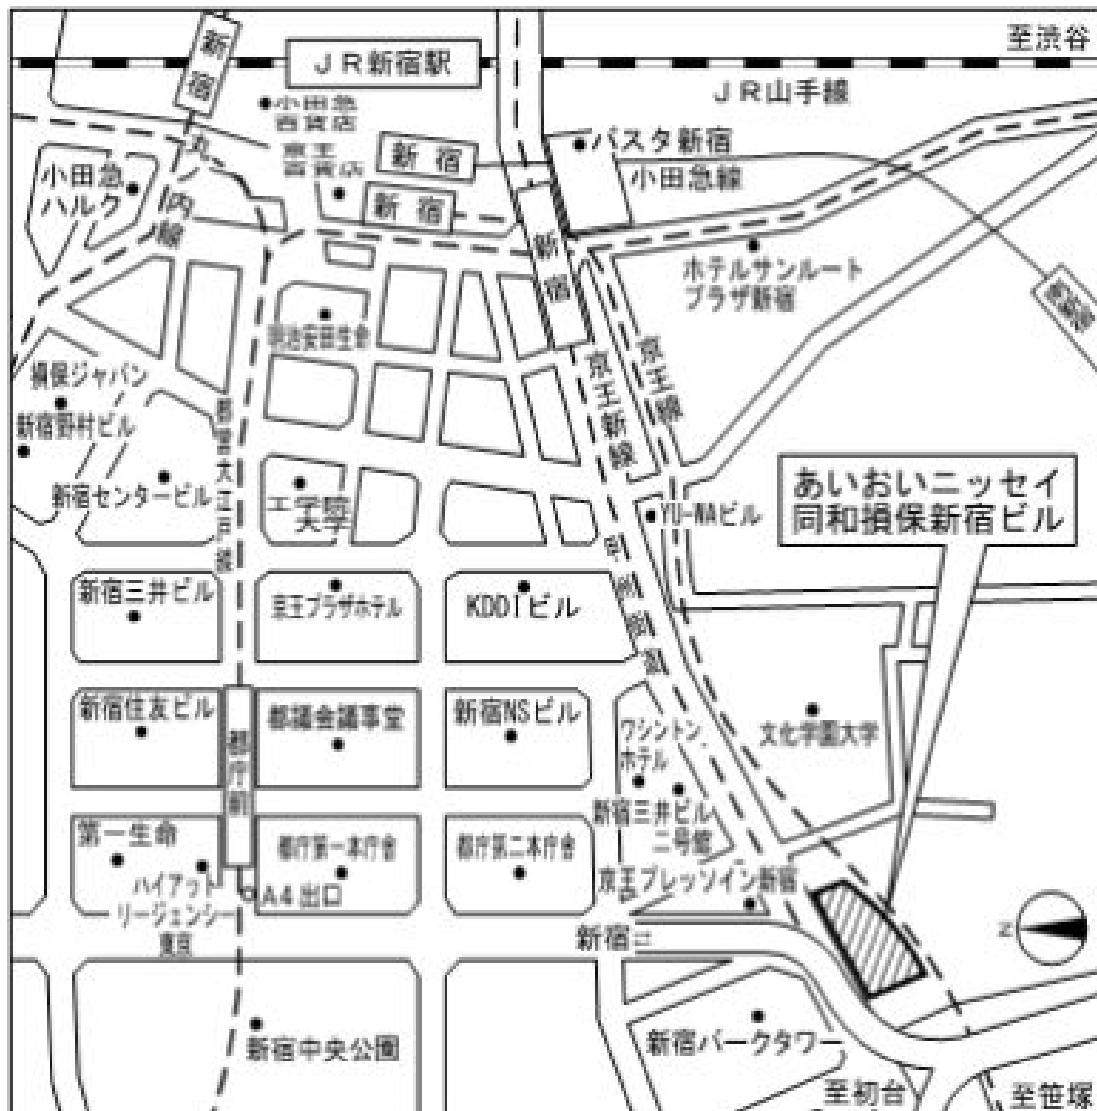 至渋谷
新宿
JR新宿駅
JR山手線
小田急
百貨店
京王
百貨店
新宿
新宿
バスタ新宿
小田急線
小田急
ハルク
丸ノ内線
新宿
ホテルサンルート
プラザ新宿
明治安田生命
京王新線
京王線
損保ジャパン
新宿野村ビル
新宿センタービル
都営大江戸線
工学院
大学
YU-WAビル
あいおいニッセイ
同和損保新宿ビル
甲州街道
新宿三井ビル
京王プラザホテル
KDDIビル
新宿住友ビル
都議会議事堂
新宿NSビル
ワシントン
ホテル
文化学園大学
都庁前
新宿三井ビル
二号館
第一生命
都庁第一本庁舎
都庁第二本庁舎
京王プレッソイン新宿
ハイアット
リージェンシー
東京
A4出口
新宿
N
新宿中央公園
新宿パークタワー
至初台
至笹塚